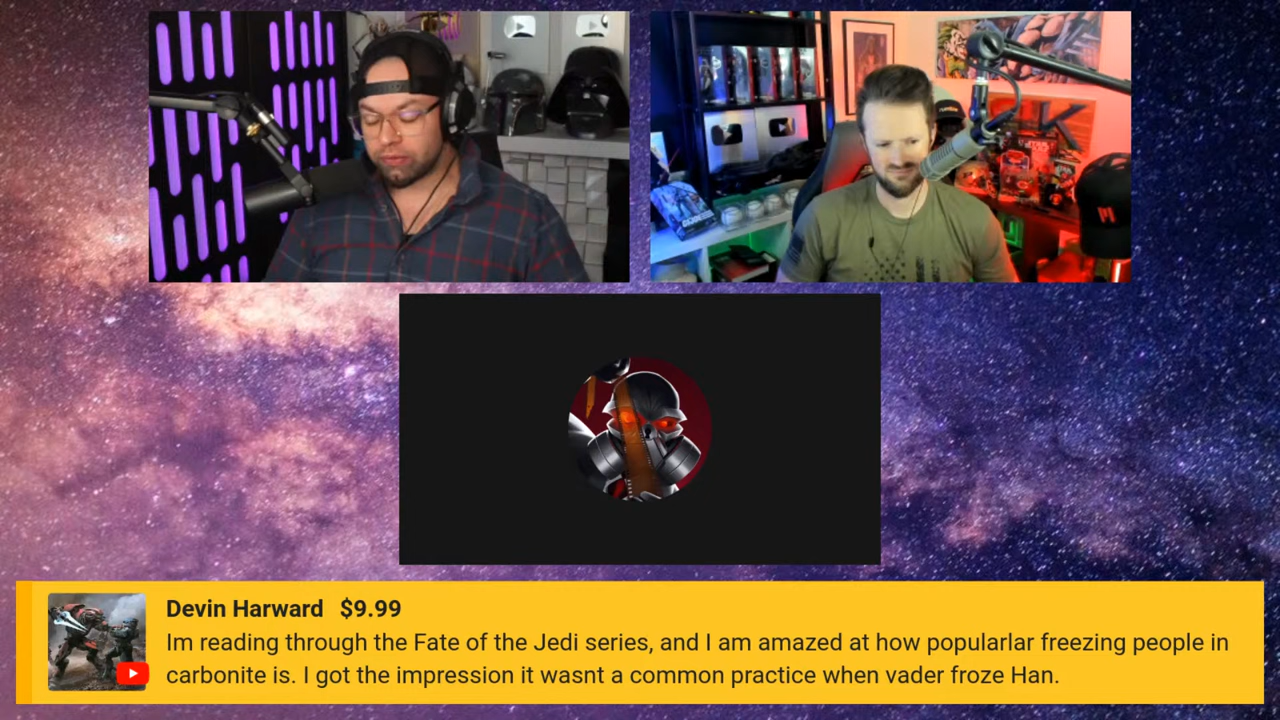 Devin Harward $9.99
Im reading through the Fate of the Jedi series, and I am amazed at how popularlar freezing people in
carbonite is. I got the impression it wasnt a common practice when vader froze Han.